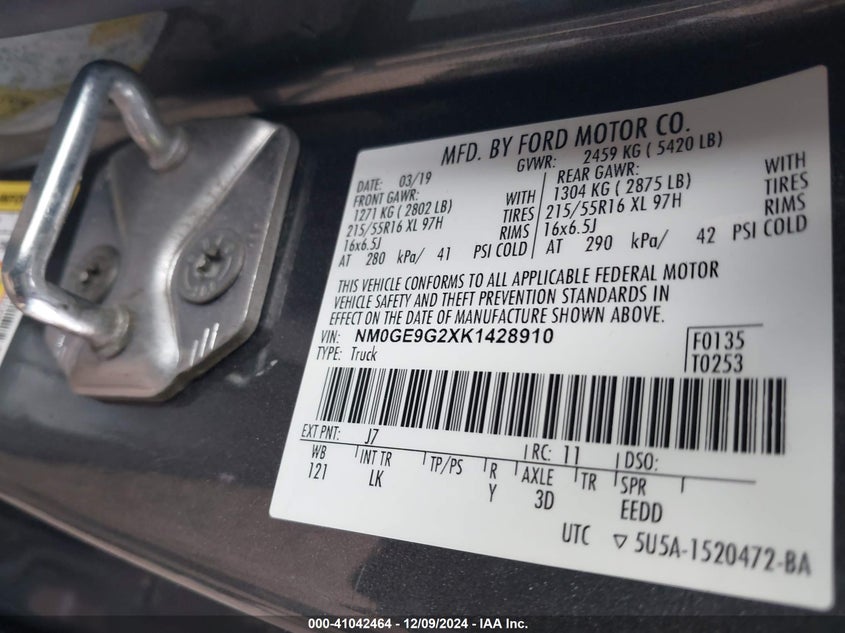 MFD. BY FORD MOTOR CO.
DATE: 03/19 GVWR: 2459 KG ( 5420 LB)
FRONT GAWR: REAR GAWR:
1271 KG ( 2802 LB) WITH 1304 KG ( 2875 LB) WITH
215/55R16 XL 97H TIRES 215/55R16 XL 97H TIRES
16x6.5J RIMS 16x6.5J RIMS
AT 280 kPa/ 41 PSI COLD AT 290 kPa/ 42 PSI COLD
THIS VEHICLE CONFORMS TO ALL APPLICABLE FEDERAL MOTOR
VEHICLE SAFETY AND THEFT PREVENTION STANDARDS IN
EFFECT ON THE DATE OF MANUFACTURE SHOWN ABOVE.
VIN: NM0GE9G2XK1428910
TYPE: Truck
F0135
T0253
EXT PNT: J7 RC: 11 DSO:
WB INT TR TP/PS R AXLE TR SPR
121 LK Y 3D EEDD
UTC ▽ 5U5A-1520472-BA
000-41042464 - 12/09/2024 - IAA Inc.